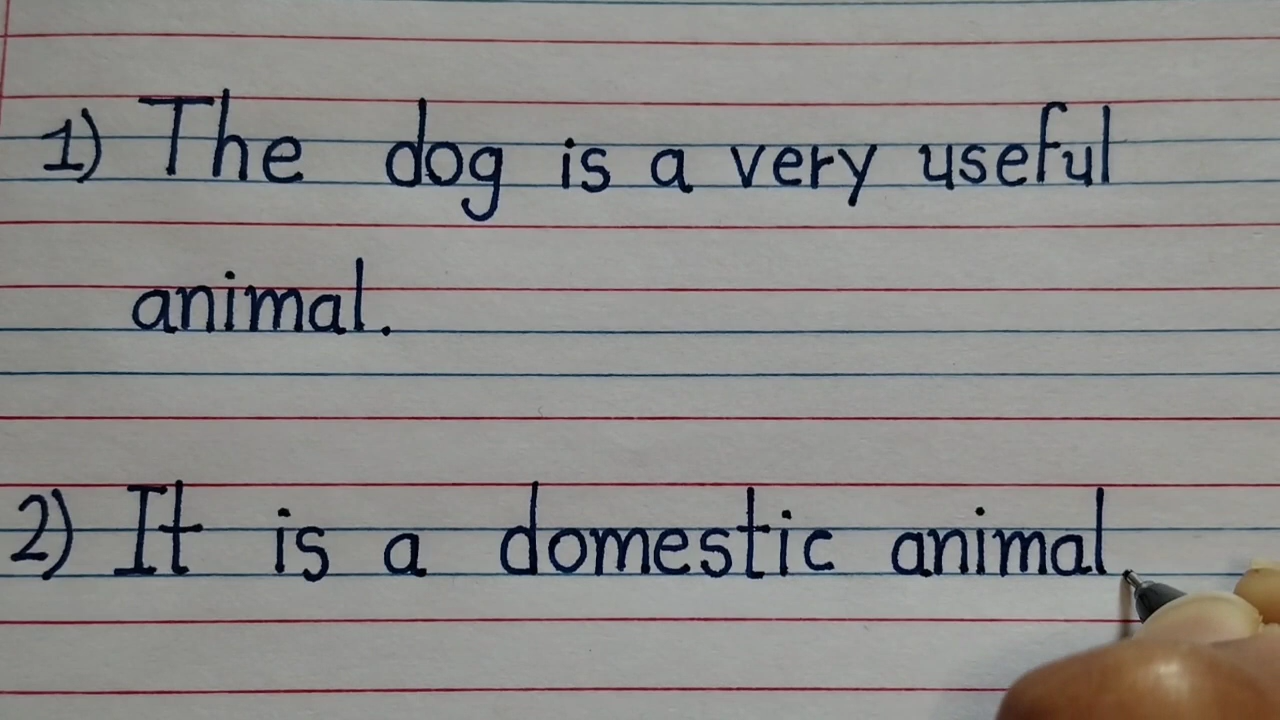 1) The dog is a very useful
animal.
2) It is a domestic animal.